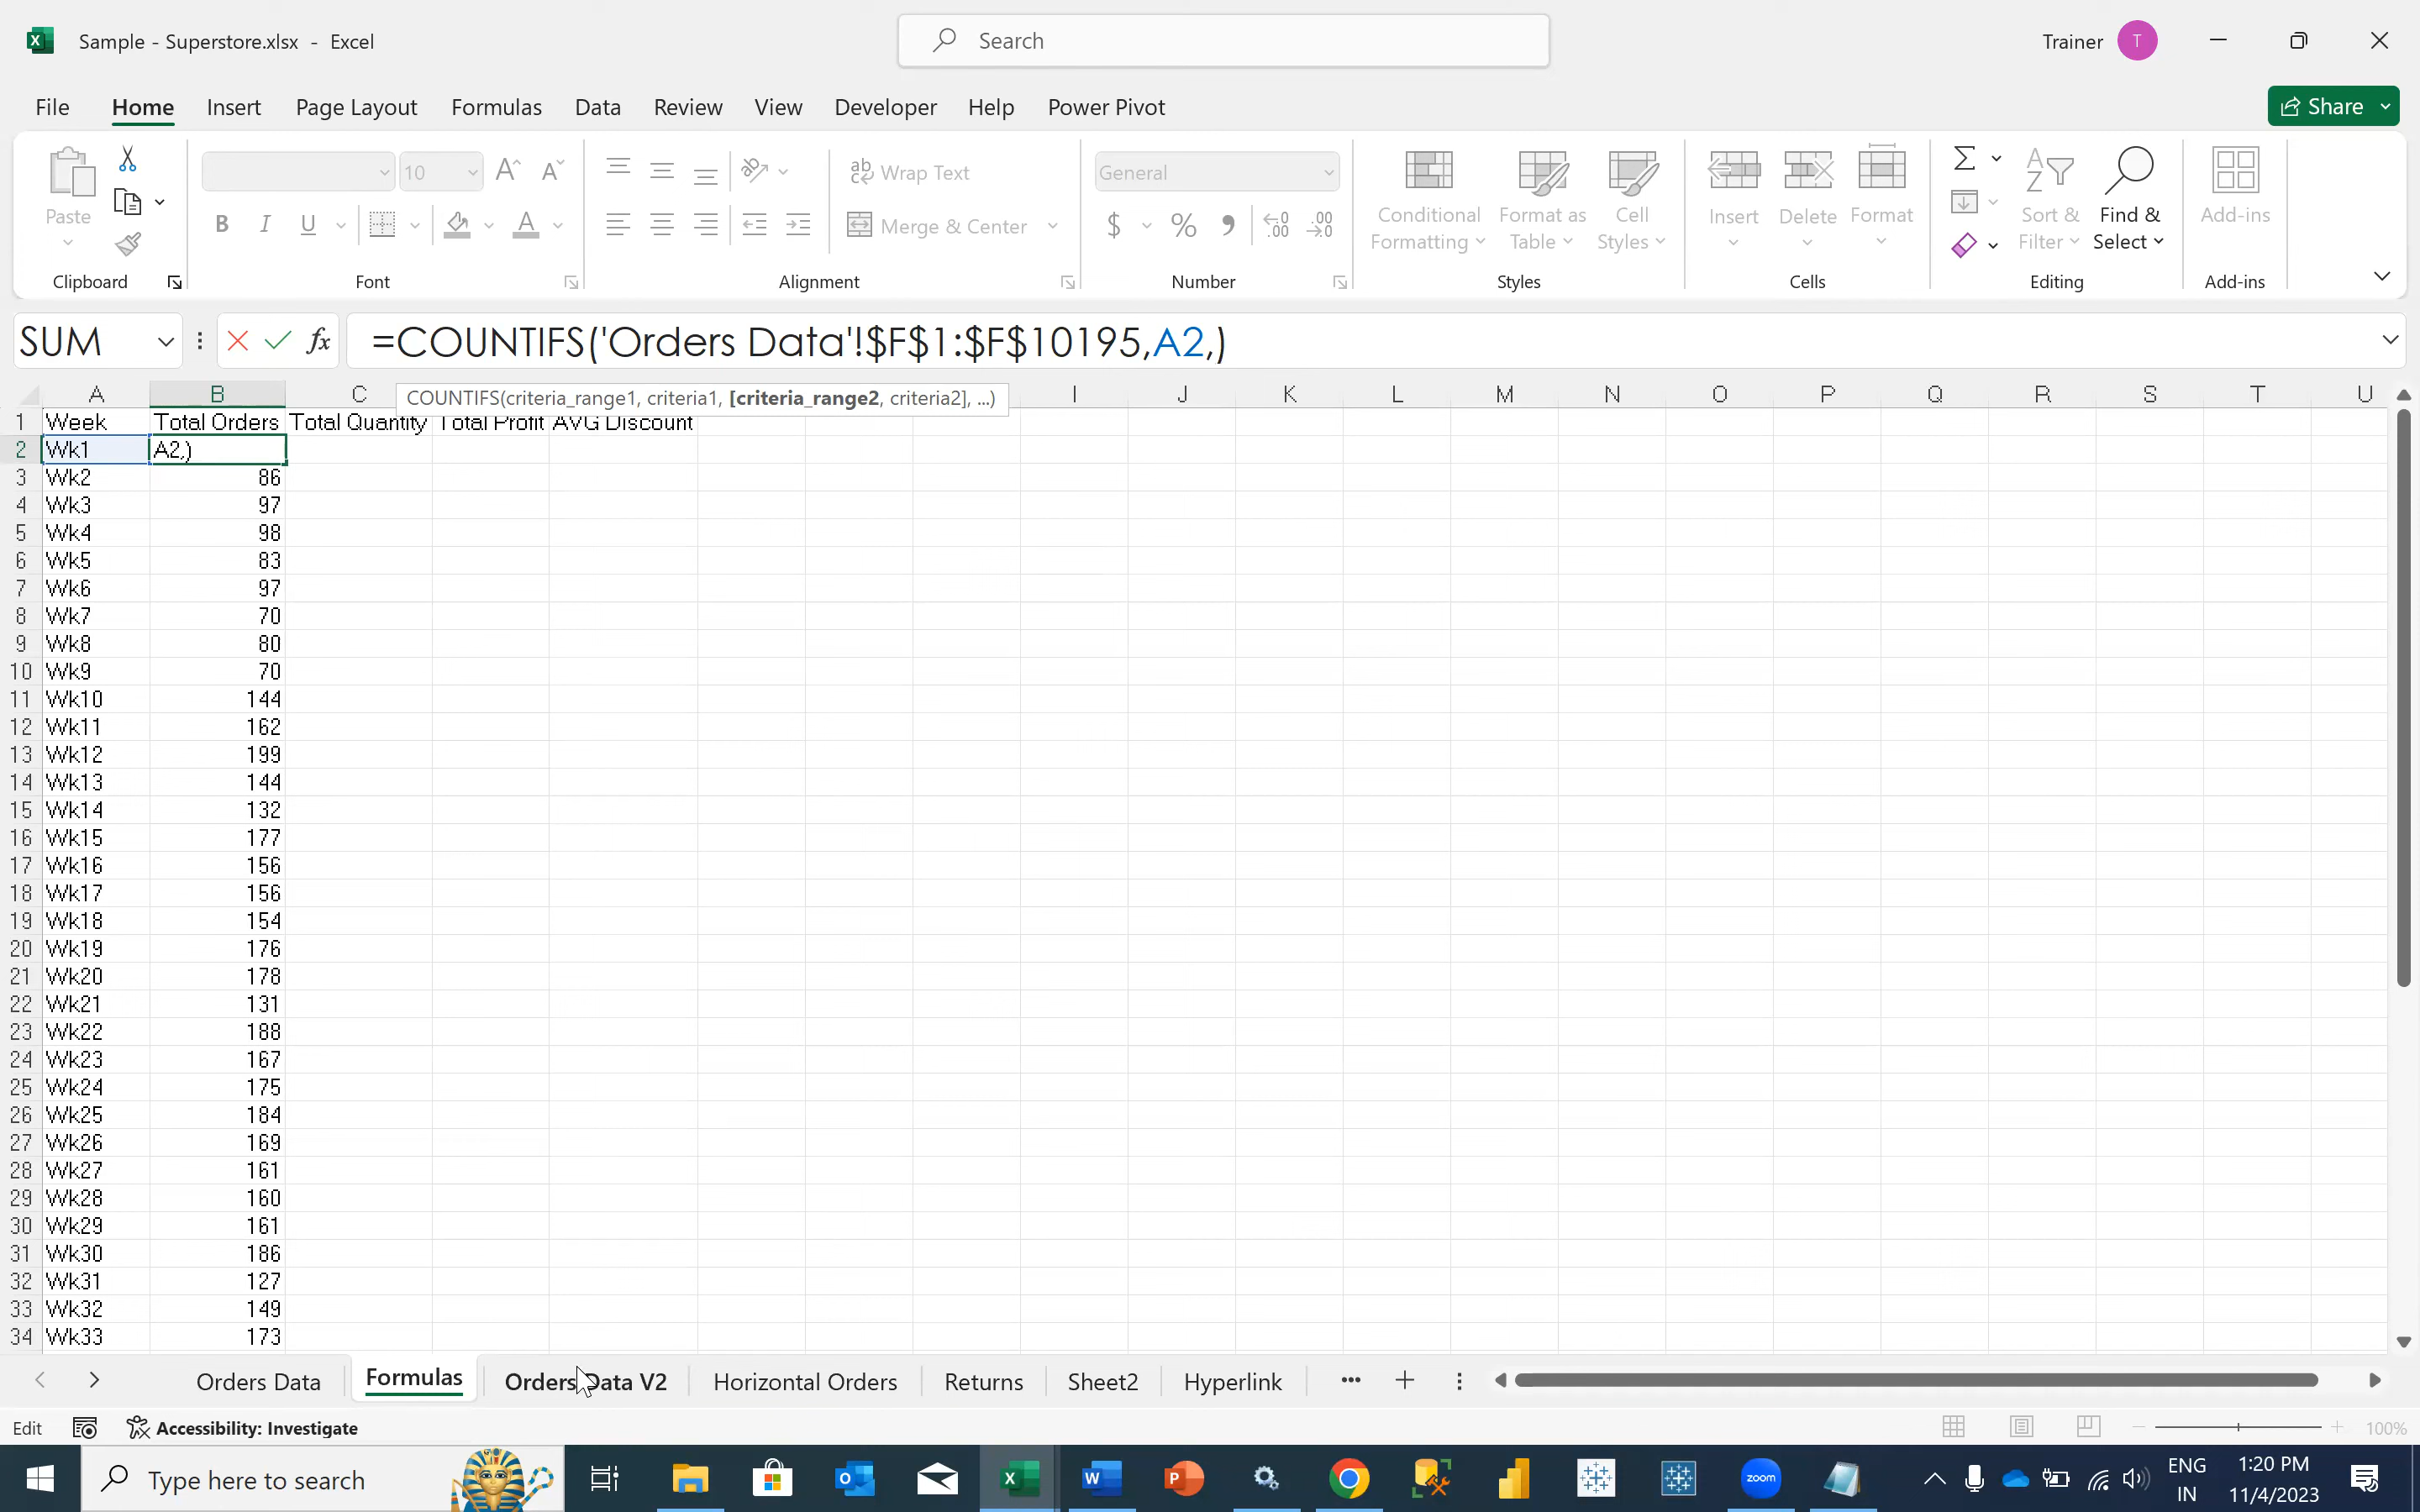 Sample - Superstore.xlsx - Excel
Search
Trainer T
File Home Insert Page Layout Formulas Data Review View Developer Help Power Pivot
Share
Paste
Clipboard
10
B I U
A
Font
ab Wrap Text
Merge & Center
Alignment
General
$ % 9
Number
Conditional Formatting
Format as Table
Cell Styles
Styles
Insert
Delete
Format
Cells
Sort & Filter
Find & Select
Editing
Add-ins
Add-ins
SUM
fx
=COUNTIFS('Orders Data'!$F$1:$F$10195,A2,)
COUNTIFS(criteria_range1, criteria1, [criteria_range2, criteria2], ...)
A B C I J K L M N O P Q R S T U
1 Week Total Orders Total Quantity Total Profit AVG Discount
2 Wk1 A2,)
3 Wk2 86
4 Wk3 97
5 Wk4 98
6 Wk5 83
7 Wk6 97
8 Wk7 70
9 Wk8 80
10 Wk9 70
11 Wk10 144
12 Wk11 162
13 Wk12 199
14 Wk13 144
15 Wk14 132
16 Wk15 177
17 Wk16 156
18 Wk17 156
19 Wk18 154
20 Wk19 176
21 Wk20 178
22 Wk21 131
23 Wk22 188
24 Wk23 167
25 Wk24 175
26 Wk25 184
27 Wk26 169
28 Wk27 161
29 Wk28 160
30 Wk29 161
31 Wk30 186
32 Wk31 127
33 Wk32 149
34 Wk33 173
Orders Data Formulas Orders Data V2 Horizontal Orders Returns Sheet2 Hyperlink ...
Edit Accessibility: Investigate 100%
Type here to search
zoom
ENG
IN
1:20 PM
11/4/2023